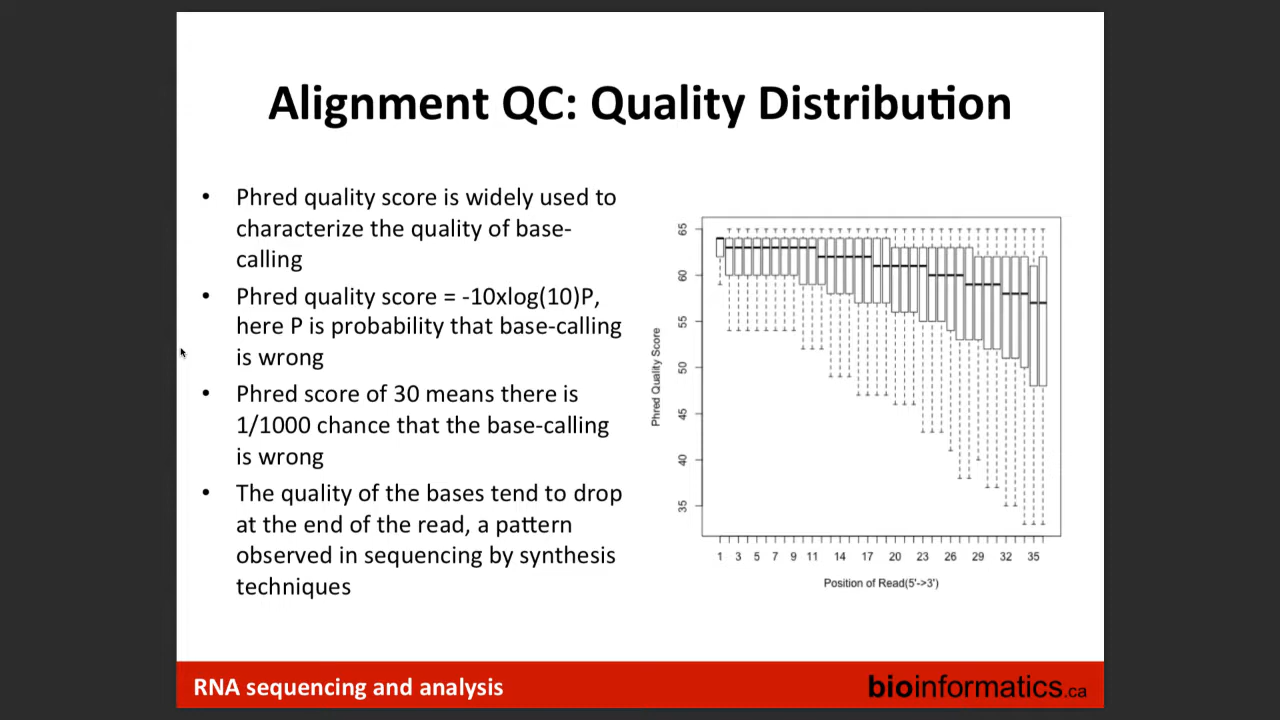 Alignment QC: Quality Distribution
• Phred quality score is widely used to
characterize the quality of base-
calling
• Phred quality score = -10xlog(10)P,
here P is probability that base-calling
is wrong
• Phred score of 30 means there is
1/1000 chance that the base-calling
is wrong
• The quality of the bases tend to drop
at the end of the read, a pattern
observed in sequencing by synthesis
techniques
Phred Quality Score
65
60
55
50
45
40
35
1 3 5 7 9 11 14 17 20 23 26 29 32 35
Position of Read(5'->3')
RNA sequencing and analysis
bioinformatics.ca